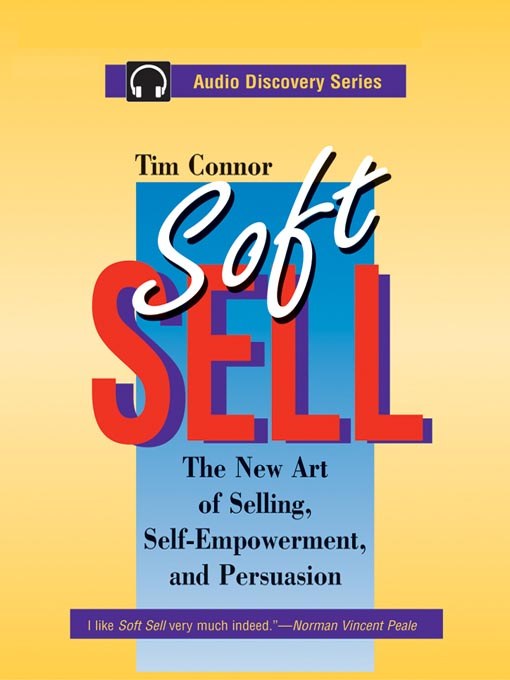 Audio Discovery Series
Tim Connor
Soft
SELL
The New Art
of Selling,
Self-Empowerment,
and Persuasion
I like Soft Sell very much indeed.”—Norman Vincent Peale